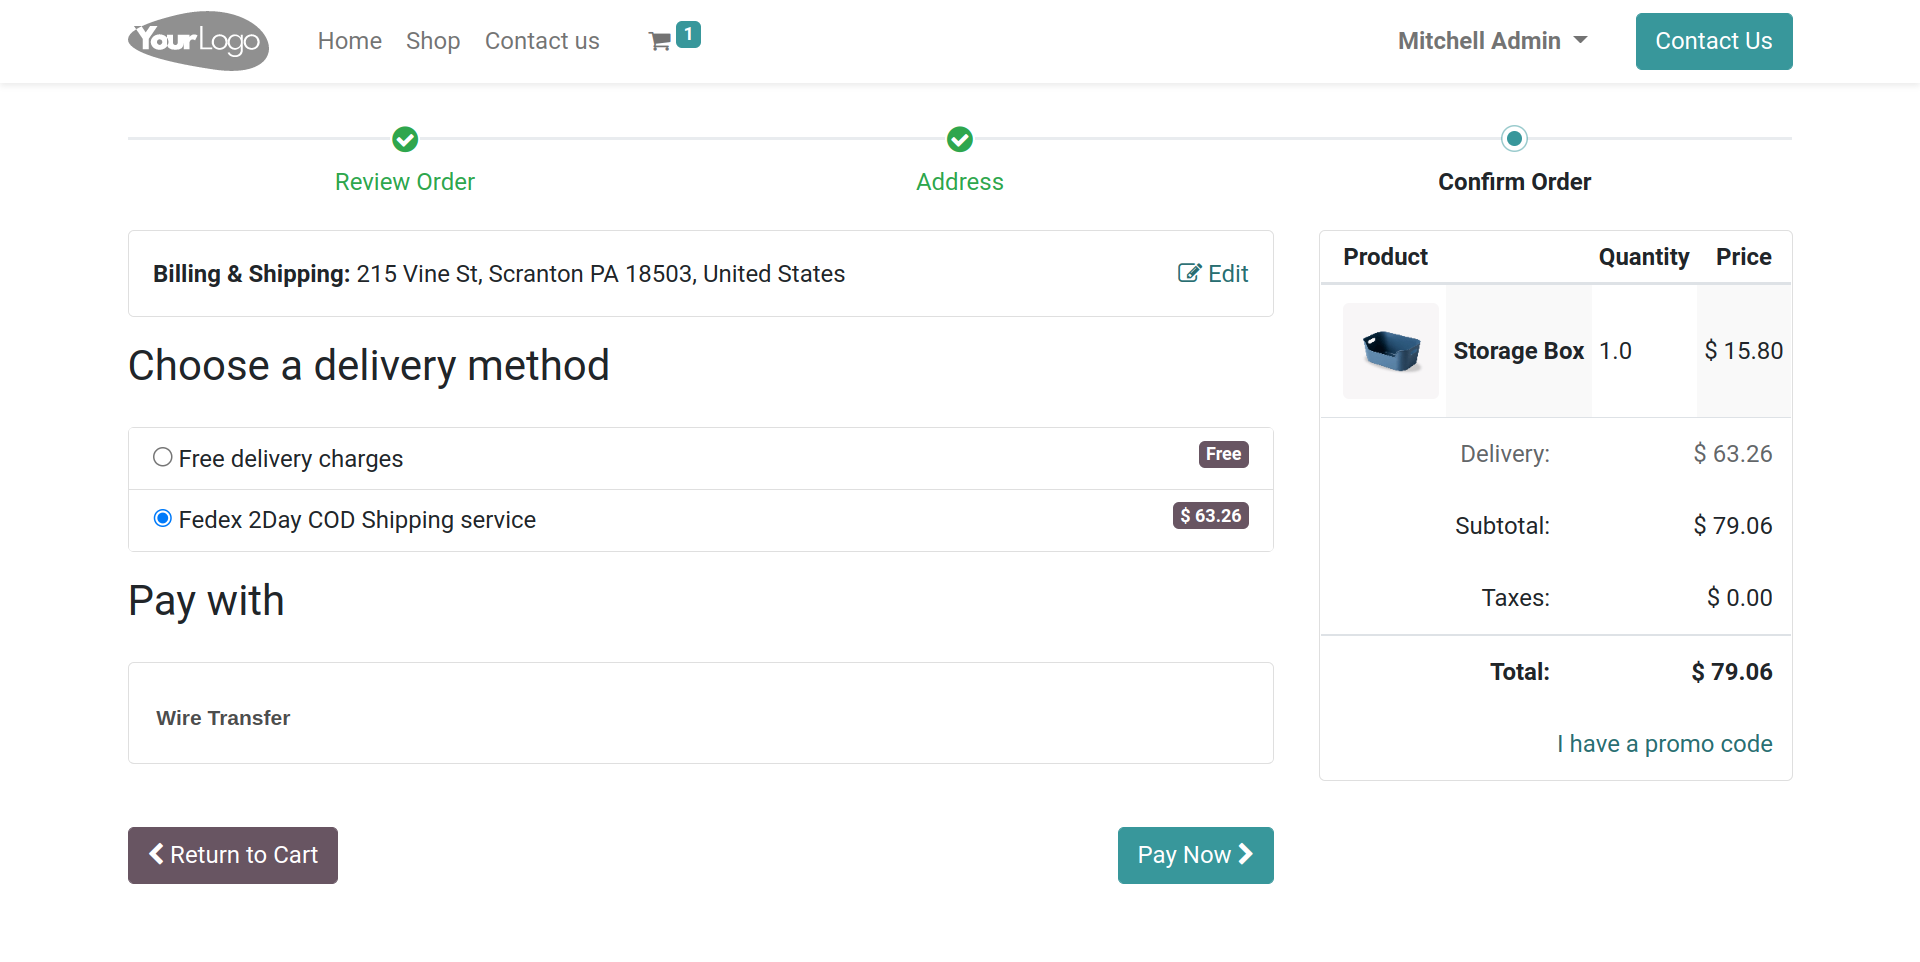 YourLogo
Home Shop Contact us 1 Mitchell Admin Contact Us
Review Order Address Confirm Order
Billing & Shipping: 215 Vine St, Scranton PA 18503, United States Edit
Choose a delivery method
Free delivery charges Free
Fedex 2Day COD Shipping service $ 63.26
Pay with
Wire Transfer
Return to Cart Pay Now
Product Quantity Price
Storage Box 1.0 $ 15.80
Delivery: $ 63.26
Subtotal: $ 79.06
Taxes: $ 0.00
Total: $ 79.06
I have a promo code